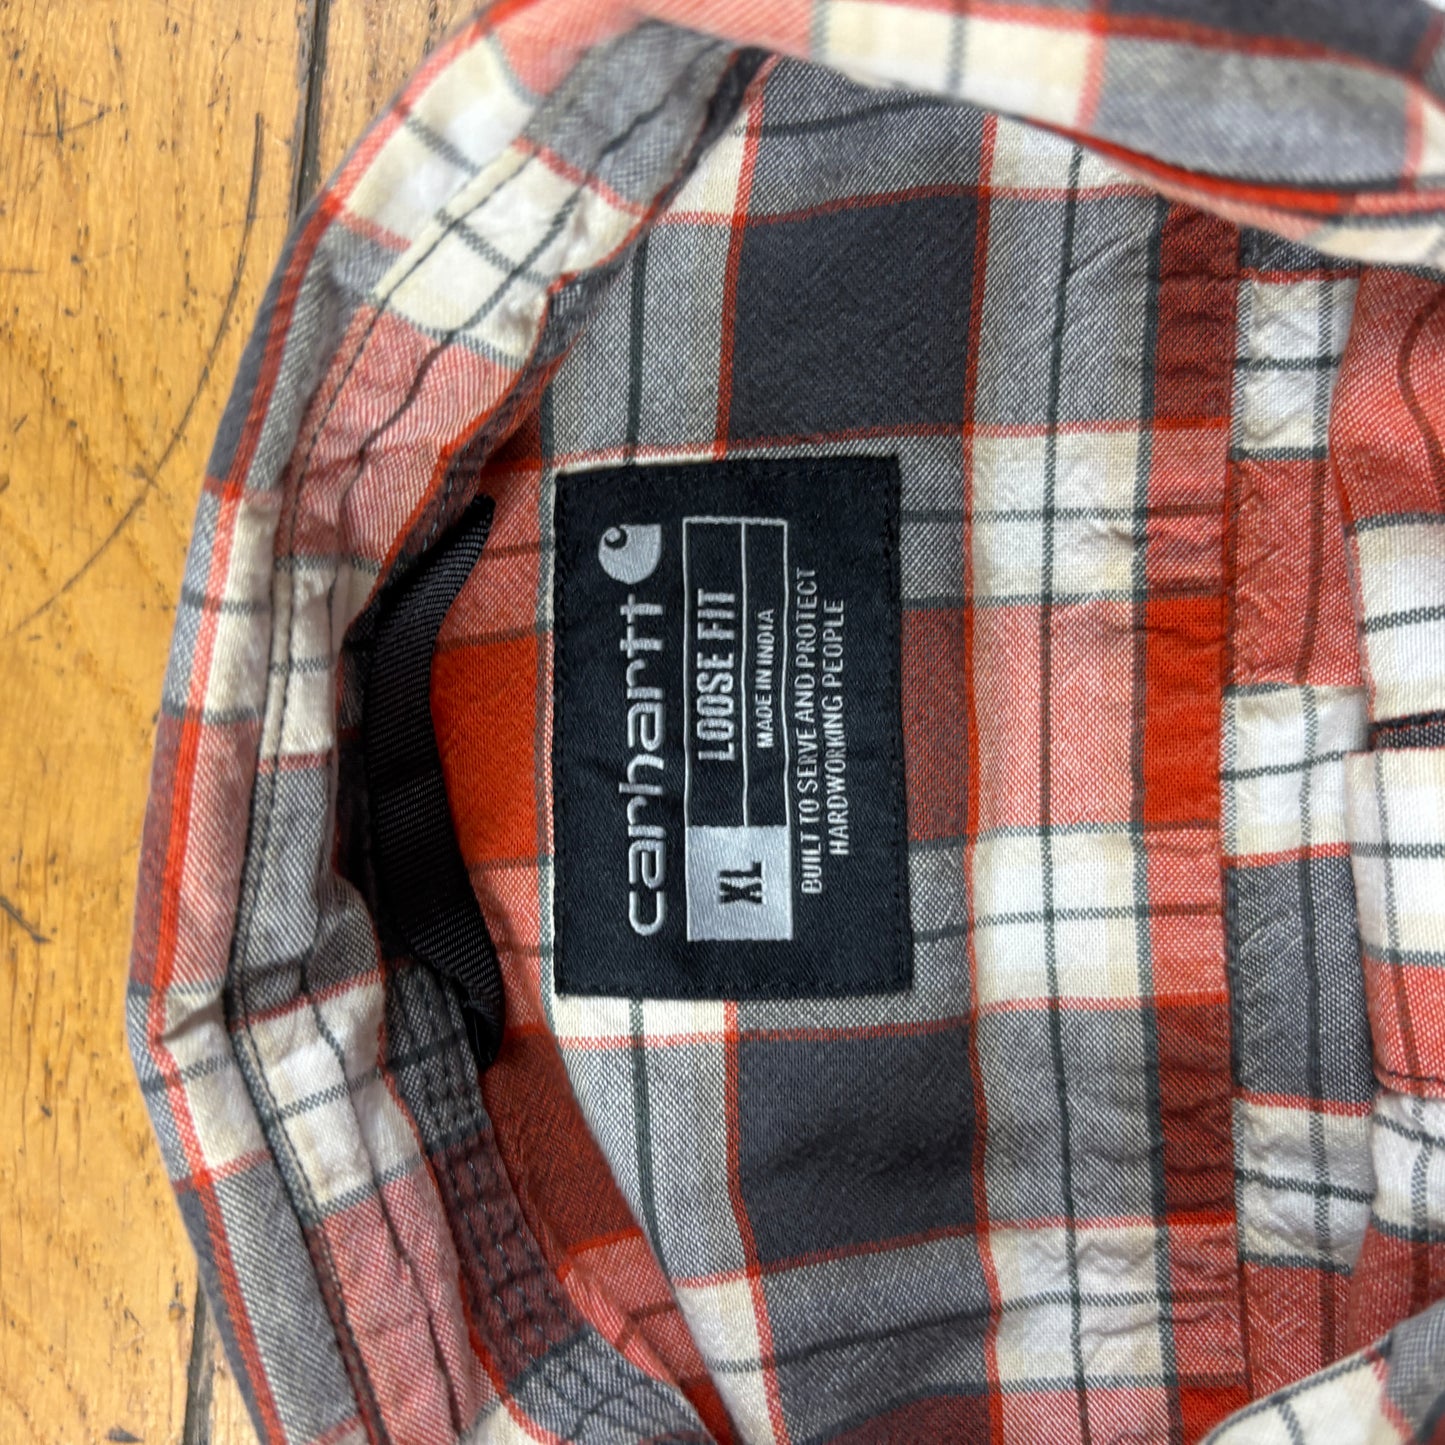 carhartt
LOOSE FIT
XL
MADE IN INDIA
BUILT TO SERVE AND PROTECT
HARDWORKING PEOPLE